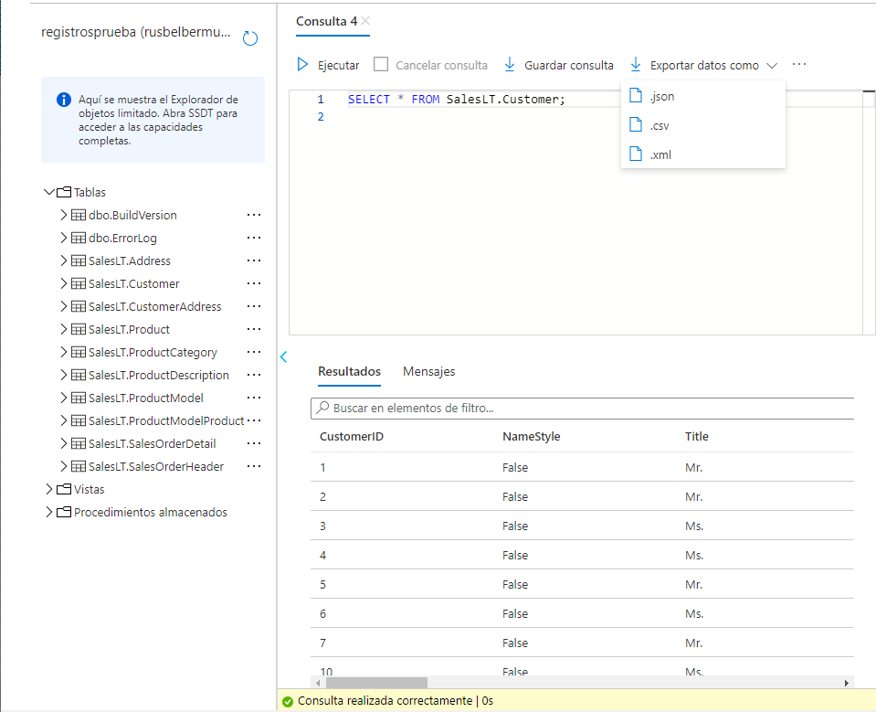 registrosprueba (rusbelbermu...
Aquí se muestra el Explorador de
objetos limitado. Abra SSDT para
acceder a las capacidades
completas.
Tablas
dbo.BuildVersion ...
dbo.ErrorLog ...
SalesLT.Address ...
SalesLT.Customer ...
SalesLT.CustomerAddress ...
SalesLT.Product ...
SalesLT.ProductCategory ...
SalesLT.ProductDescription ...
SalesLT.ProductModel ...
SalesLT.ProductModelProduct ...
SalesLT.SalesOrderDetail ...
SalesLT.SalesOrderHeader ...
Vistas
Procedimientos almacenados
Consulta 4
Ejecutar Cancelar consulta Guardar consulta Exportar datos como ...
.json
.csv
.xml
1 SELECT * FROM SalesLT.Customer;
2
Resultados Mensajes
Buscar en elementos de filtro...
CustomerID NameStyle Title
1 False Mr.
2 False Mr.
3 False Ms.
4 False Ms.
5 False Mr.
6 False Ms.
7 False Mr.
10 False Ms.
Consulta realizada correctamente | 0s